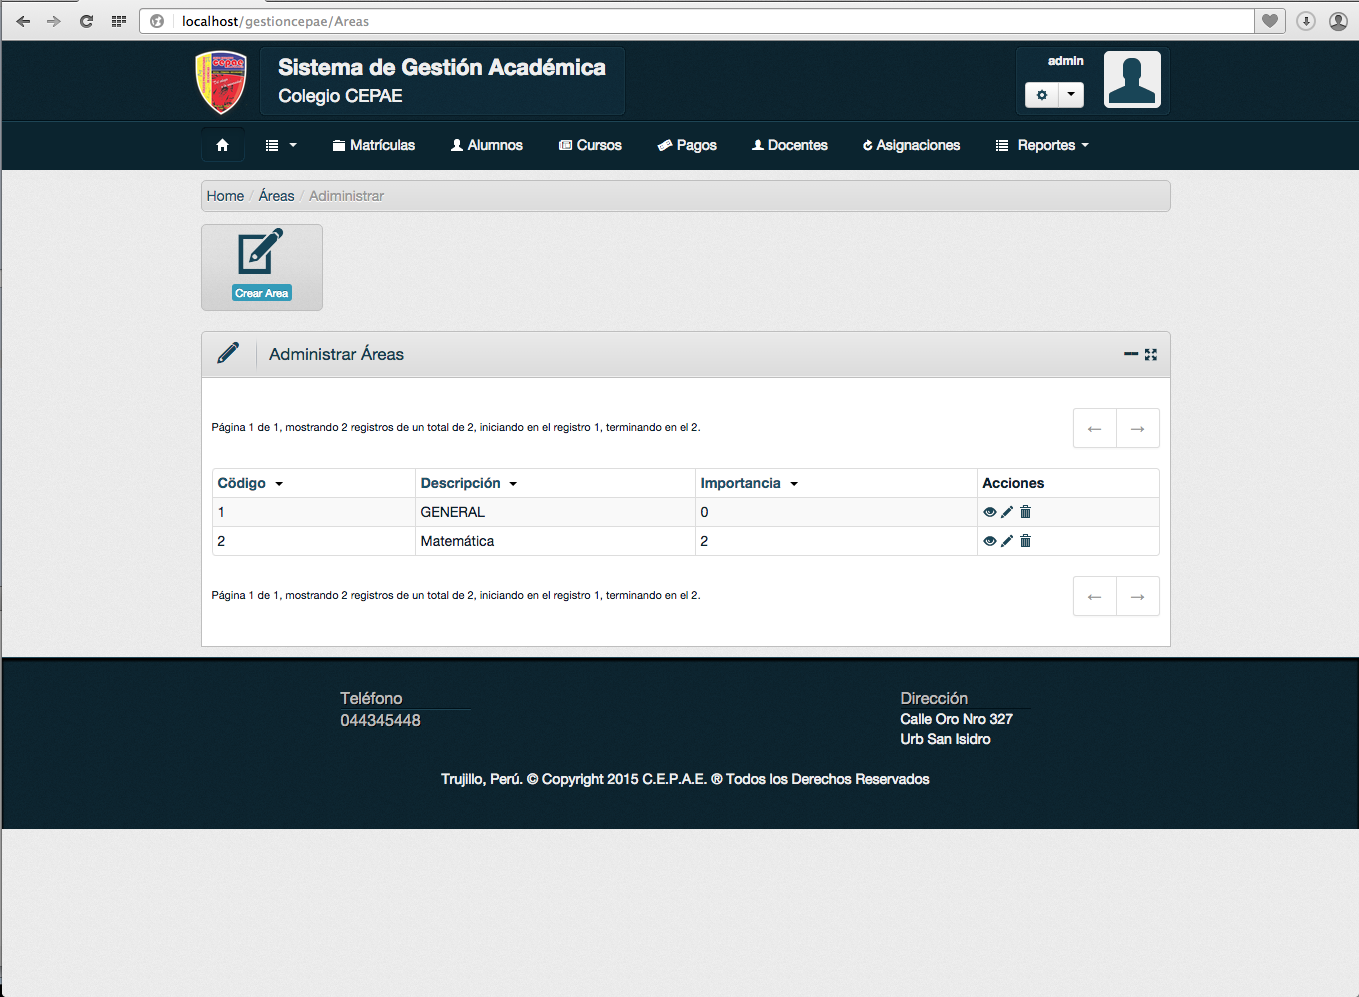 localhost/gestioncepae/Areas
cepae
Sistema de Gestión Académica
Colegio CEPAE
admin
Matrículas Alumnos Cursos Pagos Docentes Asignaciones Reportes
Home / Áreas / Adiministrar
Crear Area
Administrar Áreas
Página 1 de 1, mostrando 2 registros de un total de 2, iniciando en el registro 1, terminando en el 2.
← →
Cödigo Descripción Importancia Acciones
1 GENERAL 0
2 Matemática 2
Página 1 de 1, mostrando 2 registros de un total de 2, iniciando en el registro 1, terminando en el 2.
← →
Teléfono
044345448
Dirección
Calle Oro Nro 327
Urb San Isidro
Trujillo, Perú. © Copyright 2015 C.E.P.A.E. ® Todos los Derechos Reservados